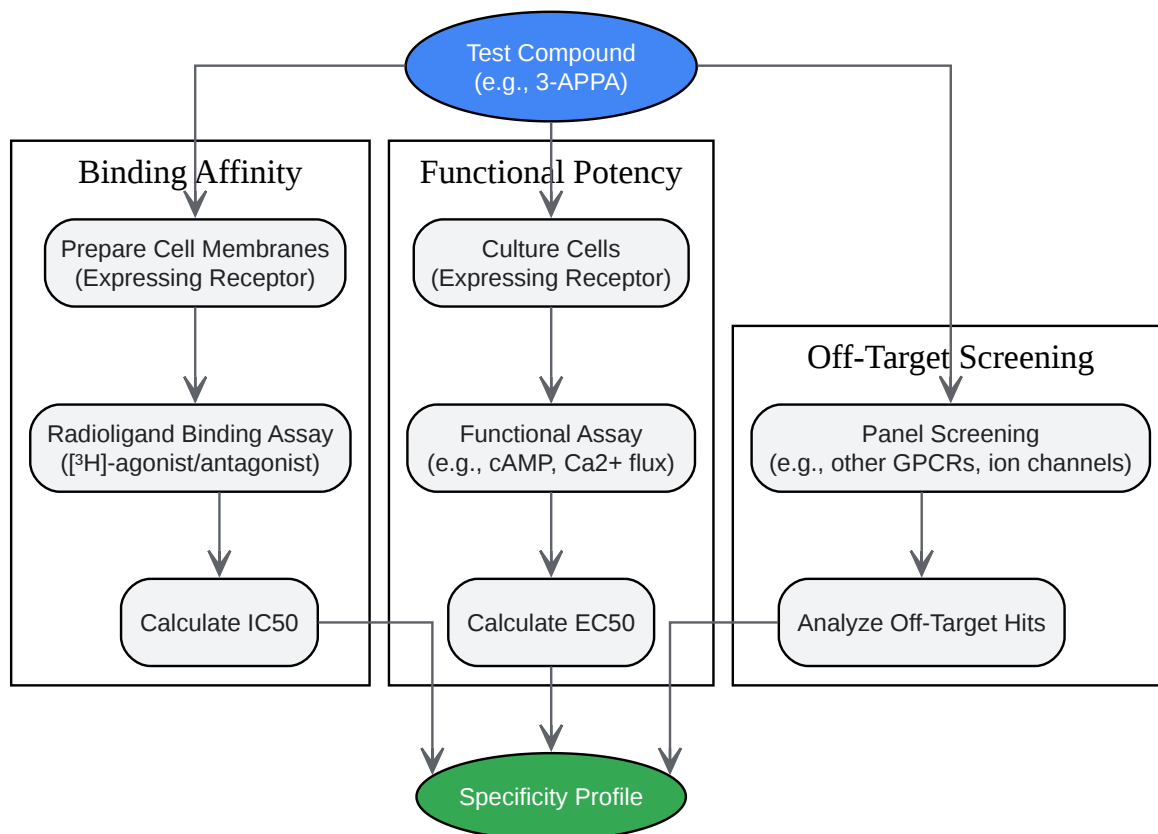 Test Compound
(e.g., 3-APPA)
Binding Affinity
Prepare Cell Membranes
(Expressing Receptor)
Radioligand Binding Assay
([³H]-agonist/antagonist)
Calculate IC50
Functional Potency
Culture Cells
(Expressing Receptor)
Functional Assay
(e.g., cAMP, Ca2+ flux)
Calculate EC50
Off-Target Screening
Panel Screening
(e.g., other GPCRs, ion channels)
Analyze Off-Target Hits
Specificity Profile